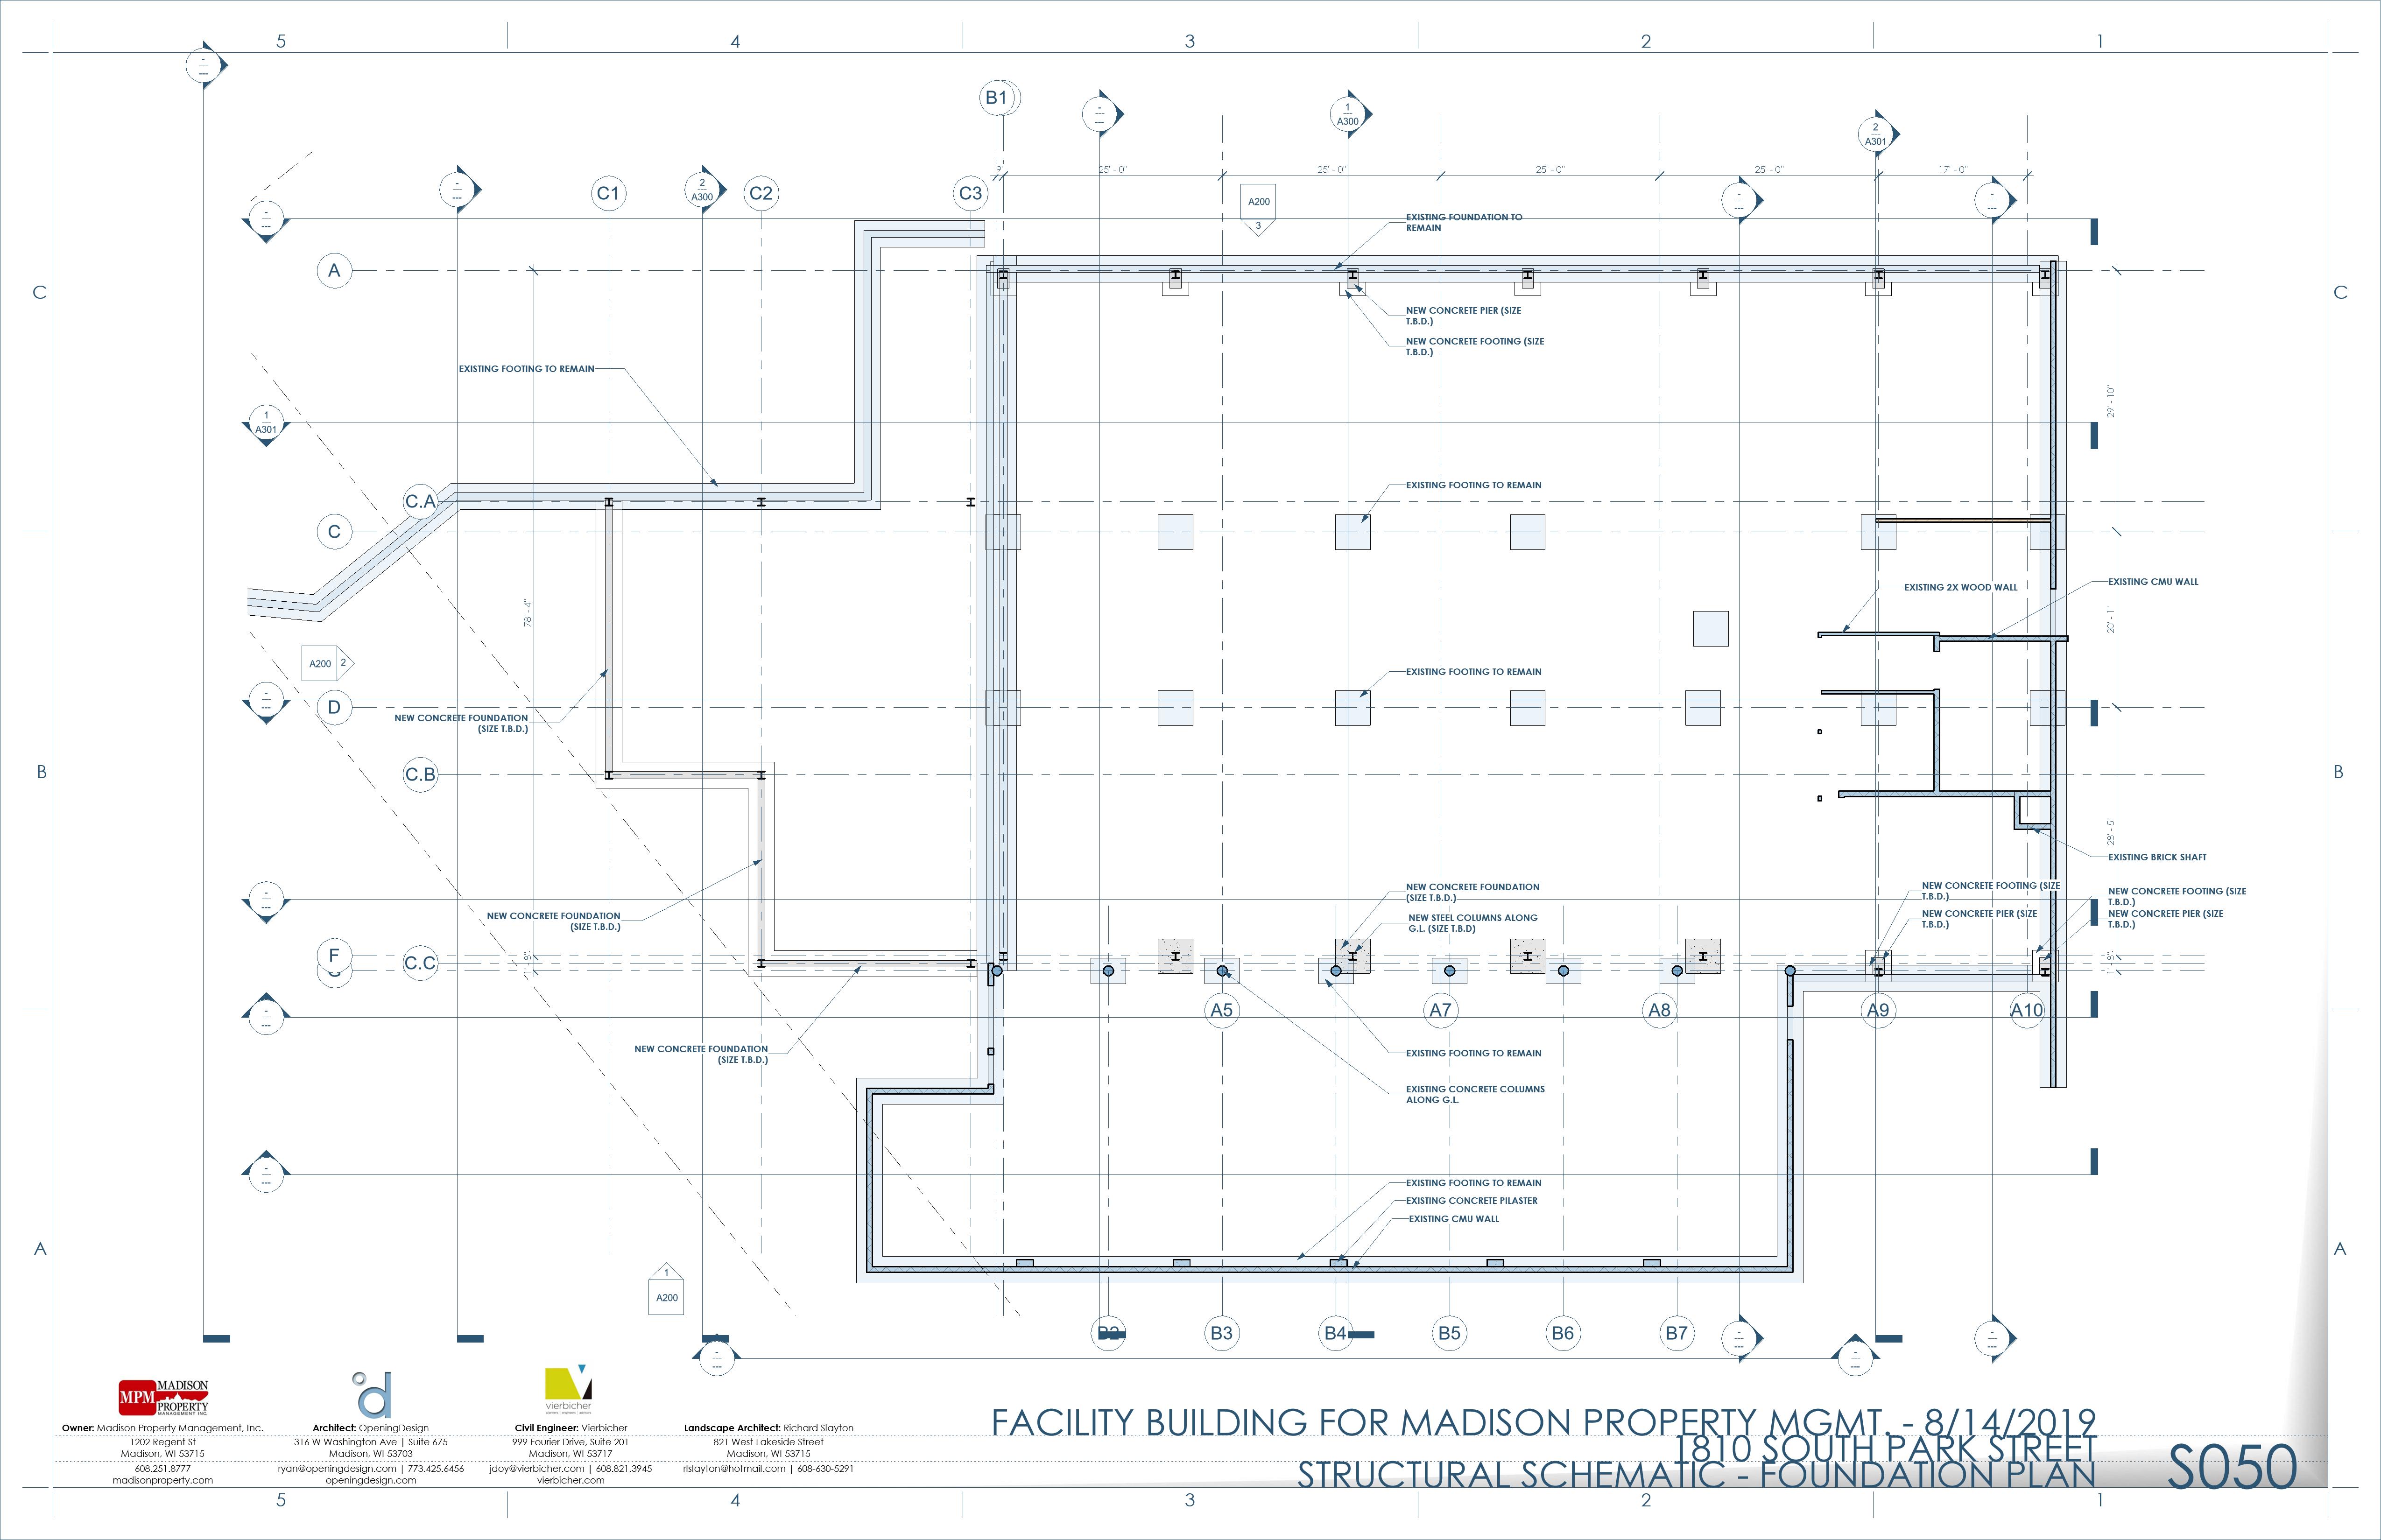 5
4
3
2
1
-
---
B1
-
---
1
A300
2
A301
9"
25' - 0"
25' - 0"
25' - 0"
25' - 0"
17' - 0"
-
---
C1
2
A300
C2
C3
A200
3
-
---
-
---
-
---
EXISTING FOUNDATION TO
REMAIN
A
C
C
NEW CONCRETE PIER (SIZE
T.B.D.)
NEW CONCRETE FOOTING (SIZE
T.B.D.)
EXISTING FOOTING TO REMAIN
29' - 10"
1
A301
EXISTING FOOTING TO REMAIN
C.A
C
EXISTING 2X WOOD WALL
EXISTING CMU WALL
78' - 4"
20' - 1"
A200
2
EXISTING FOOTING TO REMAIN
-
---
D
NEW CONCRETE FOUNDATION
(SIZE T.B.D.)
B
C.B
B
28' - 5"
EXISTING BRICK SHAFT
-
---
NEW CONCRETE FOUNDATION
(SIZE T.B.D.)
NEW CONCRETE FOUNDATION
(SIZE T.B.D.)
NEW STEEL COLUMNS ALONG
G.L. (SIZE T.B.D)
NEW CONCRETE FOOTING (SIZE
T.B.D.)
NEW CONCRETE PIER (SIZE
T.B.D.)
NEW CONCRETE FOOTING (SIZE
T.B.D.)
NEW CONCRETE PIER (SIZE
T.B.D.)
F
C.C
1' - 8"
1' - 8"
-
---
A5
A7
A8
A9
A10
NEW CONCRETE FOUNDATION
(SIZE T.B.D.)
EXISTING FOOTING TO REMAIN
EXISTING CONCRETE COLUMNS
ALONG G.L.
-
---
EXISTING FOOTING TO REMAIN
EXISTING CONCRETE PILASTER
EXISTING CMU WALL
A
A
1
A200
B2
B3
B4
B5
B6
B7
-
---
-
---
-
---
-
---
MPM MADISON
PROPERTY
MANAGEMENT INC.
d
vierbicher
planners | engineers | advisors
Owner: Madison Property Management, Inc.
1202 Regent St
Madison, WI 53715
608.251.8777
madisonproperty.com
Architect: OpeningDesign
316 W Washington Ave | Suite 675
Madison, WI 53703
ryan@openingdesign.com | 773.425.6456
openingdesign.com
Civil Engineer: Vierbicher
999 Fourier Drive, Suite 201
Madison, WI 53717
jdoy@vierbicher.com | 608.821.3945
vierbicher.com
Landscape Architect: Richard Slayton
821 West Lakeside Street
Madison, WI 53715
rlslayton@hotmail.com | 608-630-5291
FACILITY BUILDING FOR MADISON PROPERTY MGMT. - 8/14/2019
1810 SOUTH PARK STREET
STRUCTURAL SCHEMATIC - FOUNDATION PLAN
S050
5
4
3
2
1